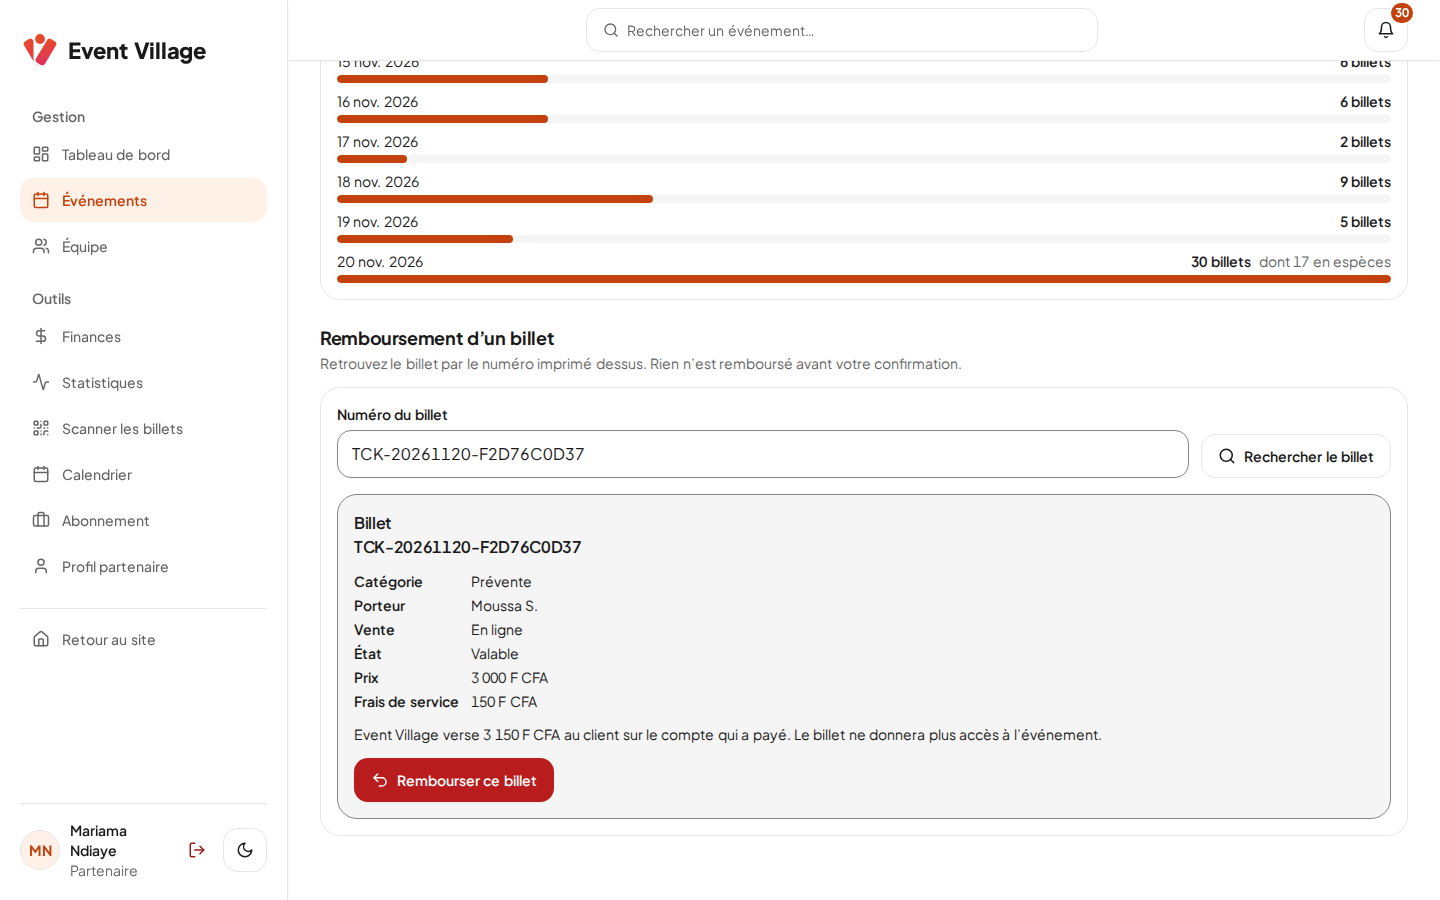 Event Village
Rechercher un événement…
30
Gestion
Tableau de bord
Événements
Équipe
Outils
Finances
Statistiques
Scanner les billets
Calendrier
Abonnement
Profil partenaire
Retour au site
MN
Mariama
Ndiaye
Partenaire
15 nov. 2026 6 billets
16 nov. 2026 6 billets
17 nov. 2026 2 billets
18 nov. 2026 9 billets
19 nov. 2026 5 billets
20 nov. 2026 30 billets dont 17 en espèces
Remboursement d’un billet
Retrouvez le billet par le numéro imprimé dessus. Rien n’est remboursé avant votre confirmation.
Numéro du billet
TCK-20261120-F2D76C0D37
Rechercher le billet
Billet
TCK-20261120-F2D76C0D37
Catégorie Prévente
Porteur Moussa S.
Vente En ligne
État Valable
Prix 3 000 F CFA
Frais de service 150 F CFA
Event Village verse 3 150 F CFA au client sur le compte qui a payé. Le billet ne donnera plus accès à l’événement.
Rembourser ce billet